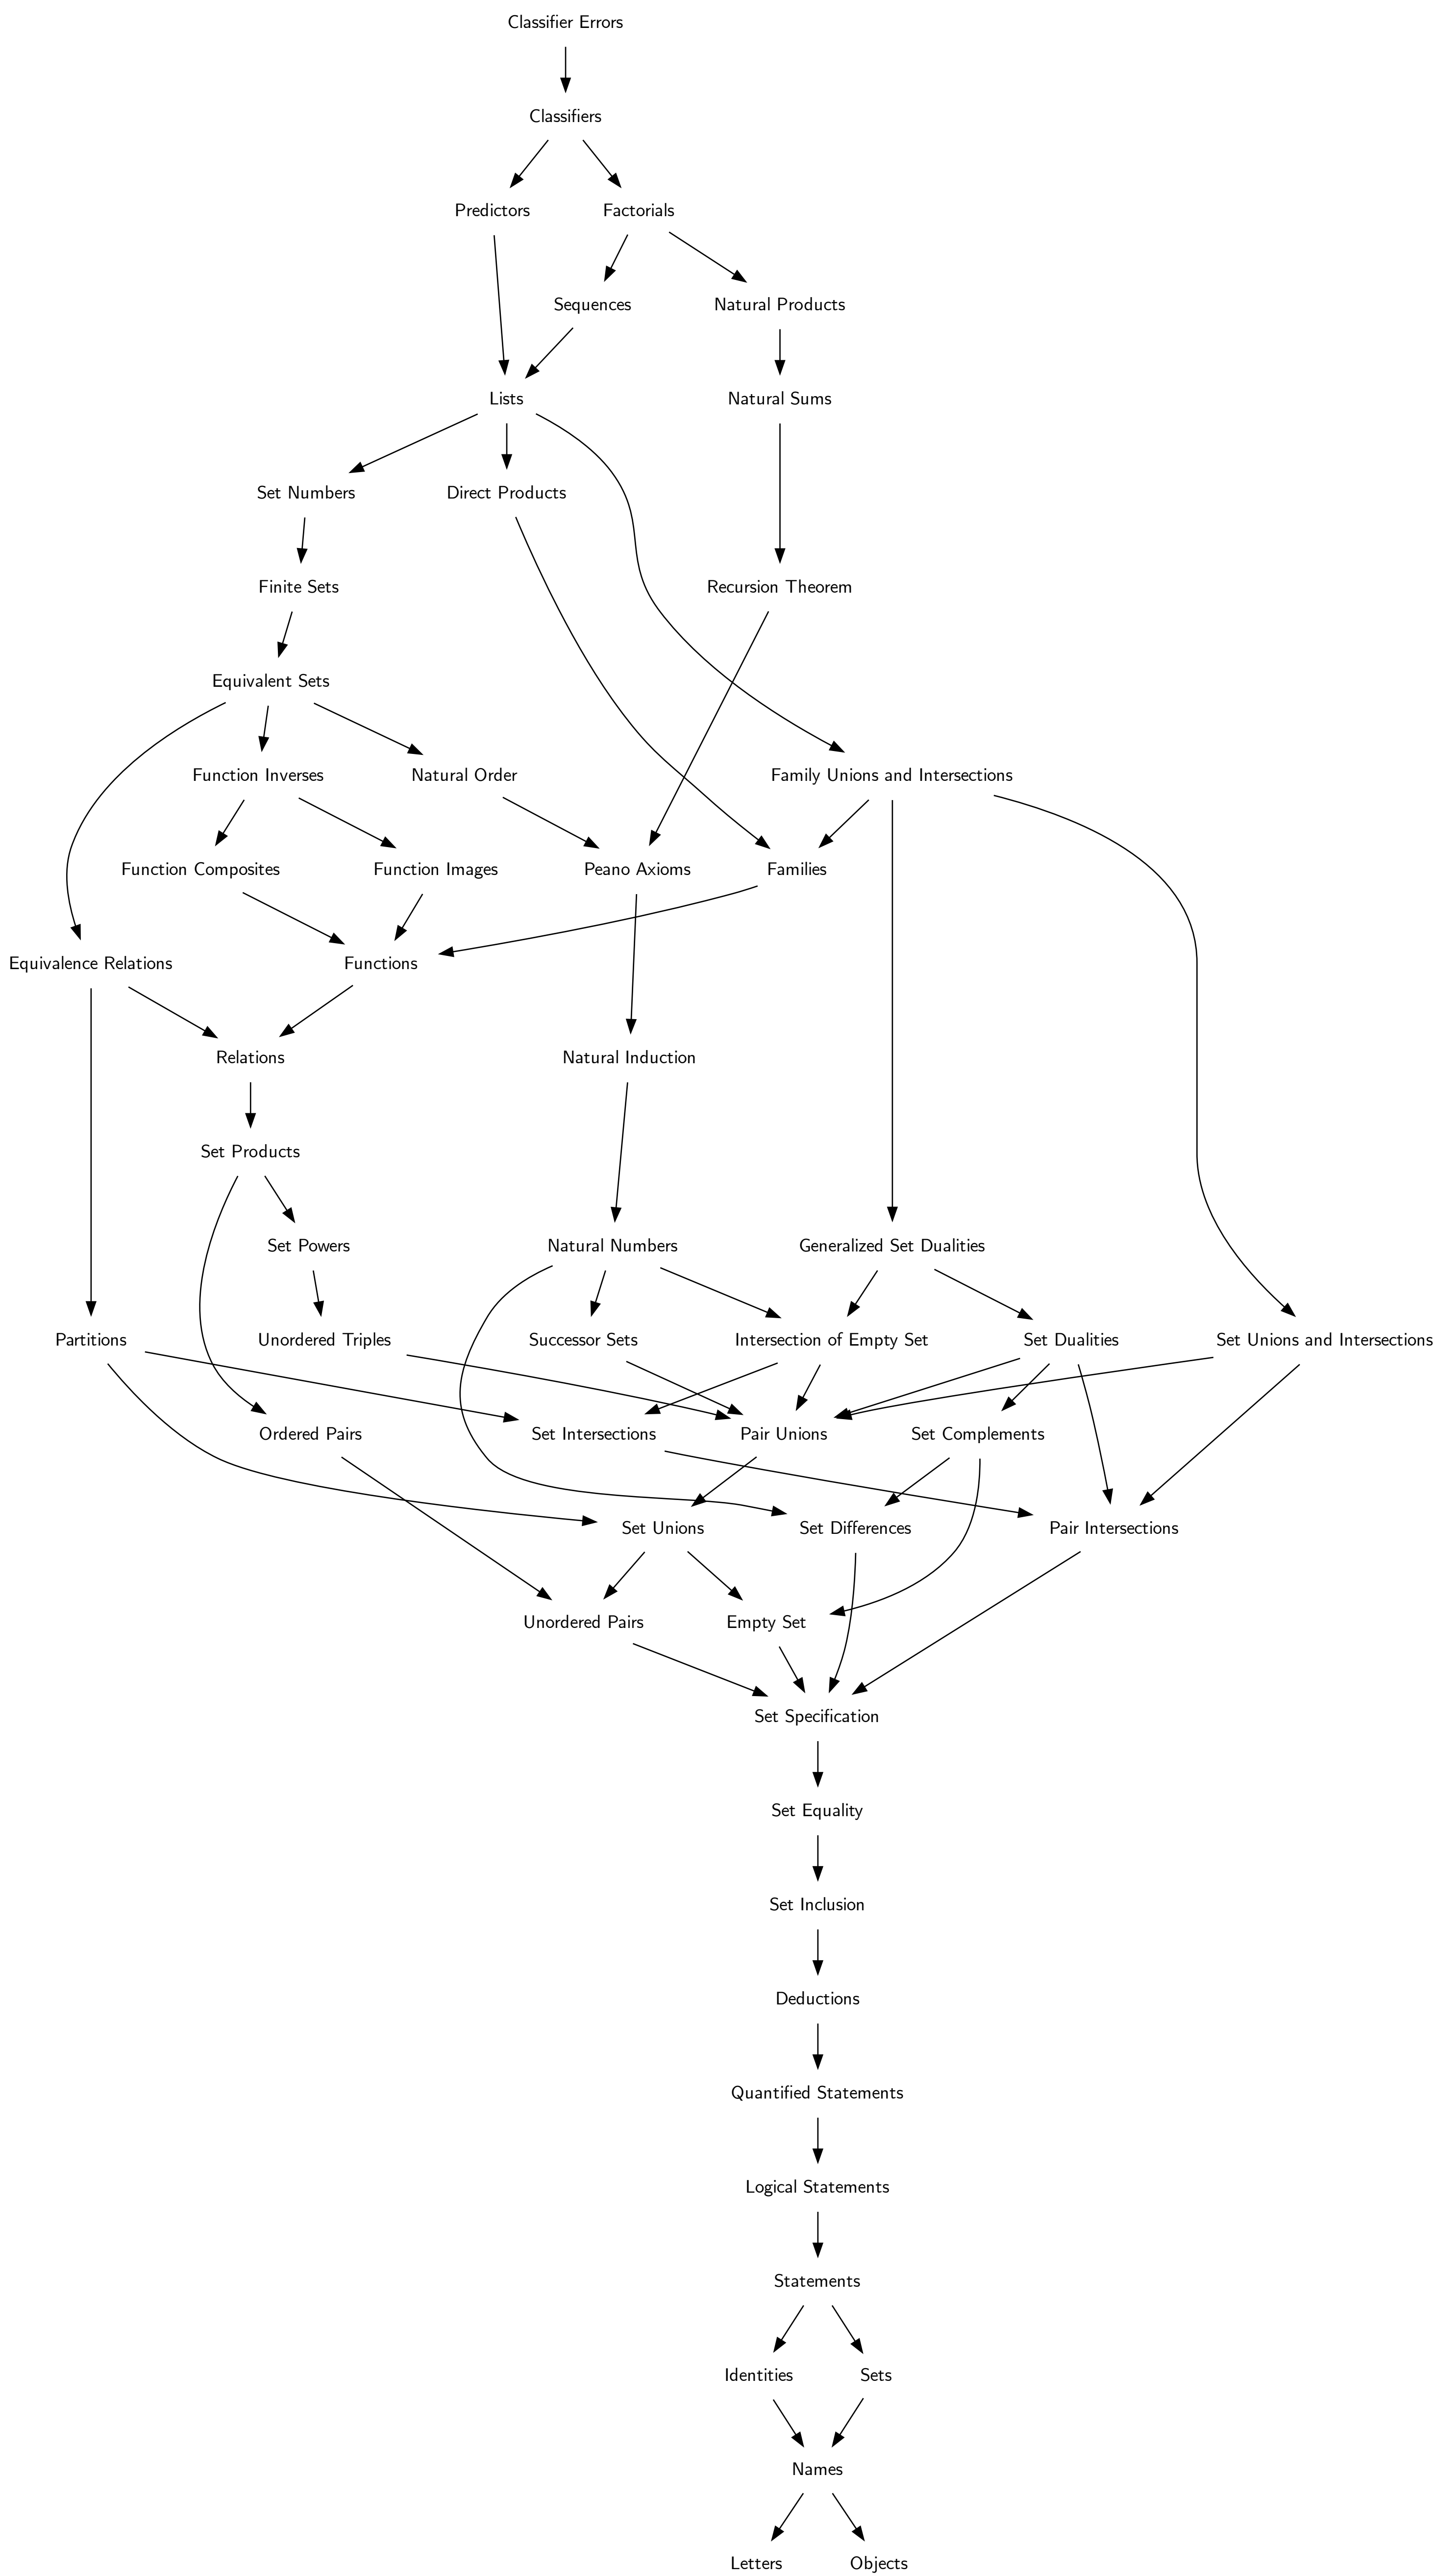 Classifier Errors
Classifiers
Predictors
Factorials
Sequences
Natural Products
Lists
Natural Sums
Set Numbers
Direct Products
Finite Sets
Recursion Theorem
Equivalent Sets
Function Inverses
Natural Order
Family Unions and Intersections
Function Composites
Function Images
Peano Axioms
Families
Equivalence Relations
Functions
Relations
Natural Induction
Set Products
Set Powers
Natural Numbers
Generalized Set Dualities
Partitions
Unordered Triples
Successor Sets
Intersection of Empty Set
Set Dualities
Set Unions and Intersections
Ordered Pairs
Set Intersections
Pair Unions
Set Complements
Set Unions
Set Differences
Pair Intersections
Unordered Pairs
Empty Set
Set Specification
Set Equality
Set Inclusion
Deductions
Quantified Statements
Logical Statements
Statements
Identities
Sets
Names
Letters
Objects